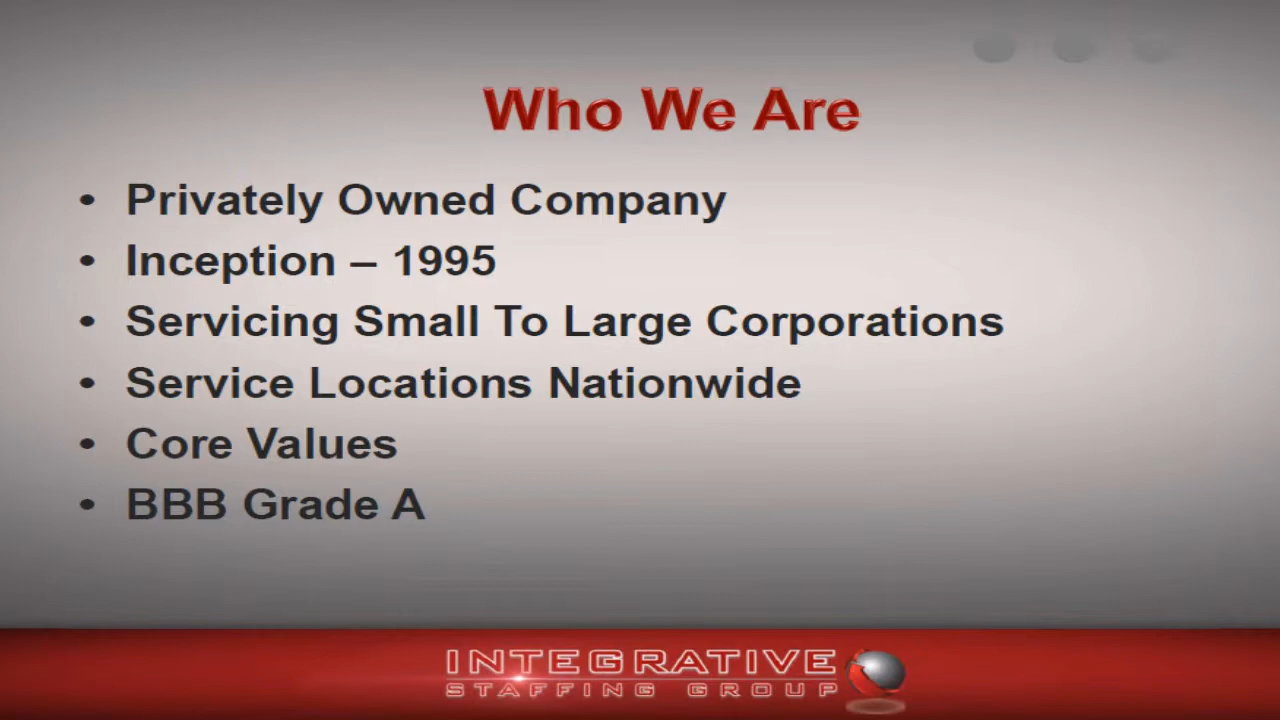 Who We Are
• Privately Owned Company
• Inception – 1995
• Servicing Small To Large Corporations
• Service Locations Nationwide
• Core Values
• BBB Grade A
INTEGRATIVE
STAFFING GROUP